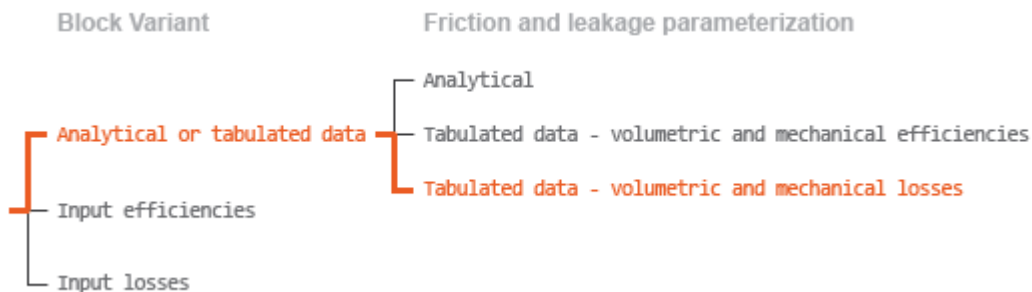 Block Variant
Friction and leakage parameterization
Analytical
Analytical or tabulated data
Tabulated data - volumetric and mechanical efficiencies
Tabulated data - volumetric and mechanical losses
Input efficiencies
Input losses